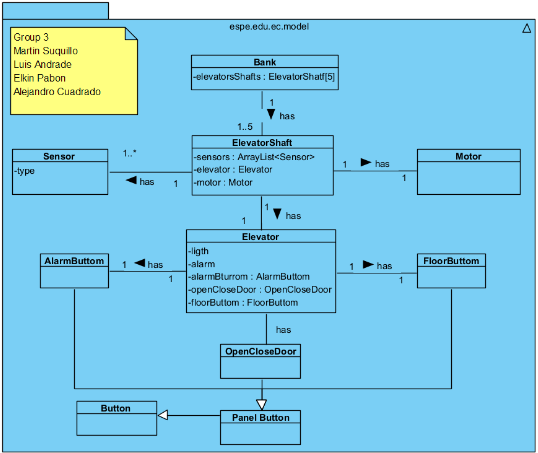 espe.edu.ec.model
Group 3
Martin Suquillo
Luis Andrade
Elkin Pabon
Alejandro Cuadrado
Bank
-elevatorsShafts : ElevatorShatf[5]
1
has
1..5
ElevatorShaft
-sensors : ArrayList<Sensor>
-elevator : Elevator
-motor : Motor
Sensor
-type
1..*
has
1
1
has
1
Motor
1
has
1
Elevator
-ligth
-alarm
-alarmBturrom : AlarmButtom
-openCloseDoor : OpenCloseDoor
-floorButtom : FloorButtom
AlarmButtom
1
has
1
1
has
1
FloorButtom
has
OpenCloseDoor
Button
Panel Button